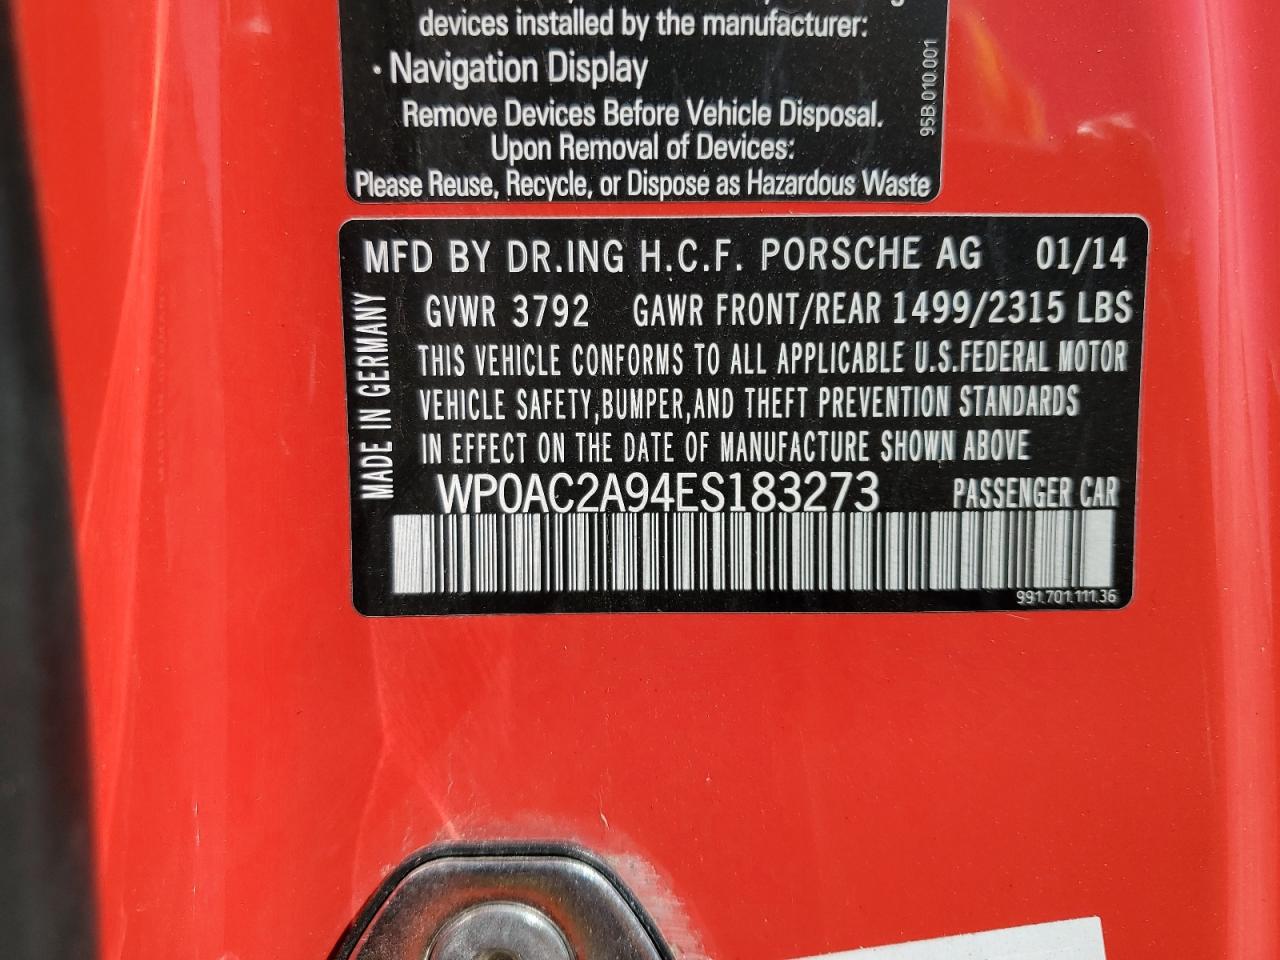 devices installed by the manufacturer:
· Navigation Display
Remove Devices Before Vehicle Disposal.
Upon Removal of Devices:
Please Reuse, Recycle, or Dispose as Hazardous Waste
95B.010.001
MFD BY DR.ING H.C.F. PORSCHE AG 01/14
GVWR 3792 GAWR FRONT/REAR 1499/2315 LBS
THIS VEHICLE CONFORMS TO ALL APPLICABLE U.S.FEDERAL MOTOR
VEHICLE SAFETY,BUMPER,AND THEFT PREVENTION STANDARDS
IN EFFECT ON THE DATE OF MANUFACTURE SHOWN ABOVE
WP0AC2A94ES183273 PASSENGER CAR
MADE IN GERMANY
991.701.111.36